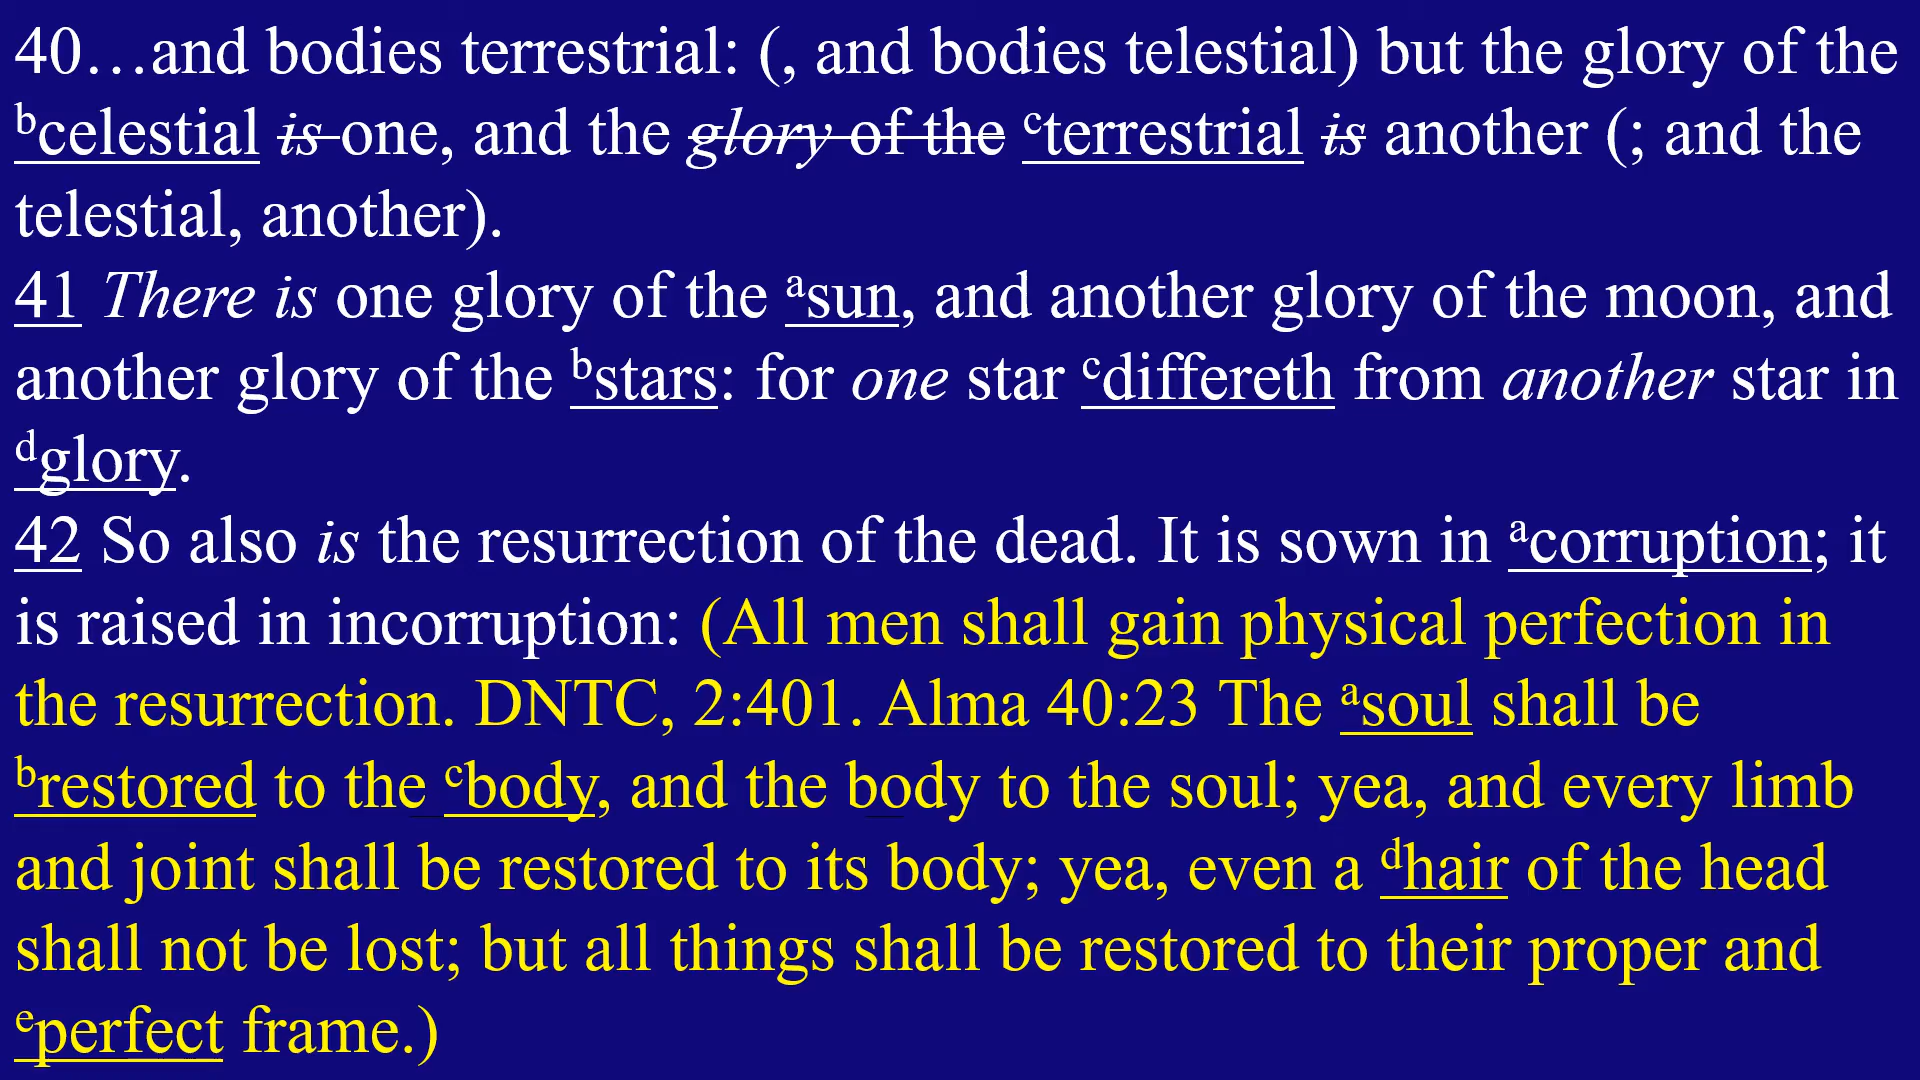 40…and bodies terrestrial: (, and bodies telestial) but the glory of the
bcelestial is one, and the glory of the cterrestrial is another (; and the
telestial, another).
41 There is one glory of the asun, and another glory of the moon, and
another glory of the bstars: for one star cdiffereth from another star in
dglory.
42 So also is the resurrection of the dead. It is sown in acorruption; it
is raised in incorruption: (All men shall gain physical perfection in
the resurrection. DNTC, 2:401. Alma 40:23 The asoul shall be
brestored to the cbody, and the body to the soul; yea, and every limb
and joint shall be restored to its body; yea, even a dhair of the head
shall not be lost; but all things shall be restored to their proper and
eperfect frame.)